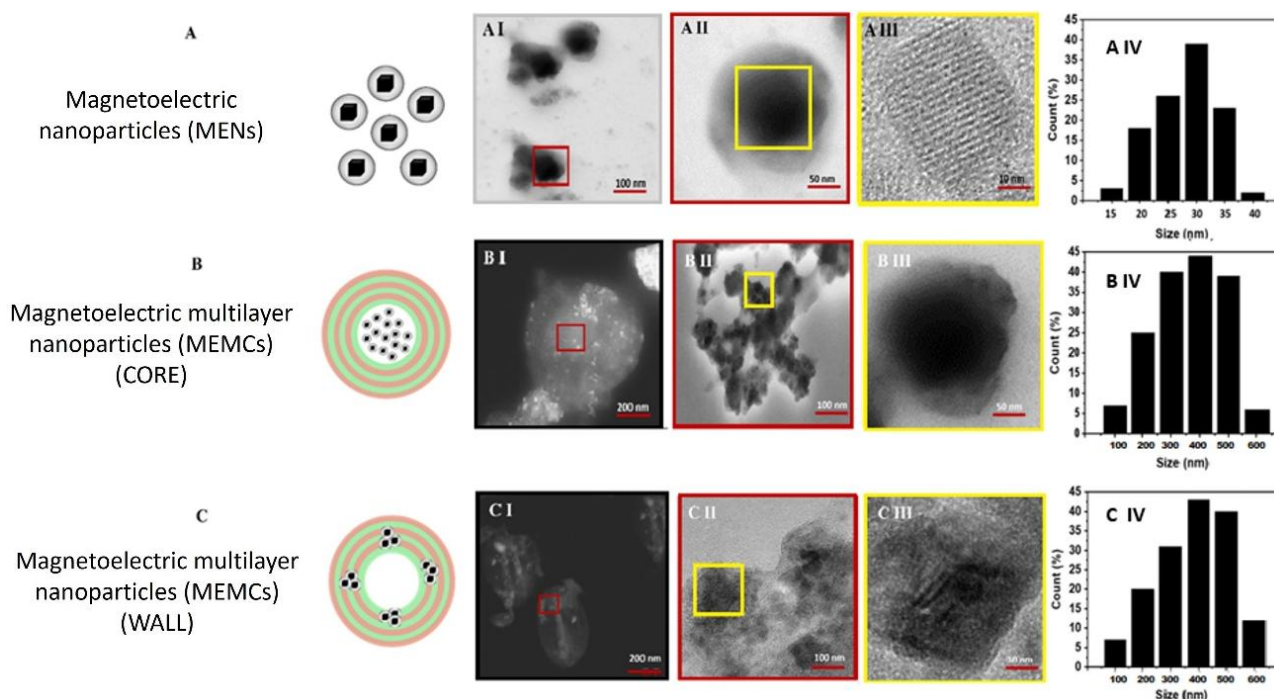 A
Magnetoelectric
nanoparticles (MENs)
A I
100 nm
A II
50 nm
A III
10 nm
A IV
Count (%)
45
40
35
30
25
20
15
10
5
0
15 20 25 30 35 40
Size (nm)
B
Magnetoelectric multilayer
nanoparticles (MEMCs)
(CORE)
B I
200 nm
B II
100 nm
B III
50 nm
B IV
Count (%)
45
40
35
30
25
20
15
10
5
0
100 200 300 400 500 600
Size (nm)
C
Magnetoelectric multilayer
nanoparticles (MEMCs)
(WALL)
C I
200 nm
C II
100 nm
C III
50 nm
C IV
Count (%)
45
40
35
30
25
20
15
10
5
0
100 200 300 400 500 600
Size (nm)